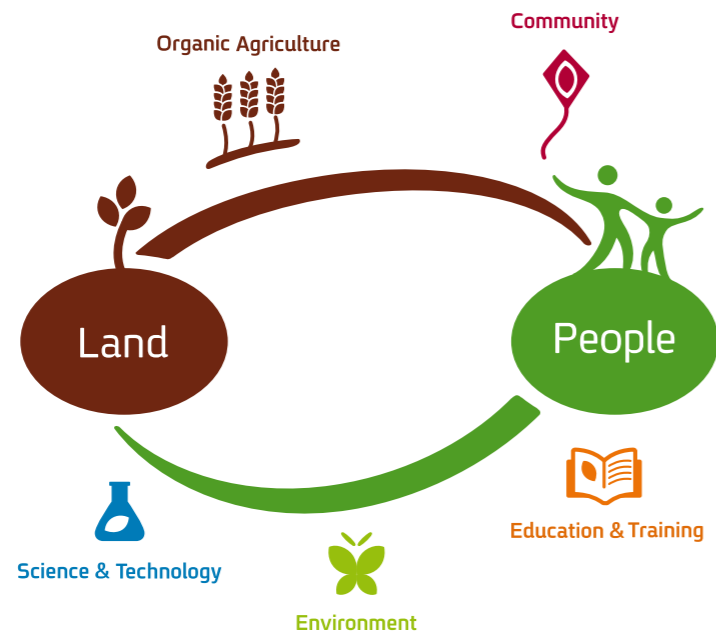 Community
Organic Agriculture
Land
People
Education & Training
Science & Technology
Environment